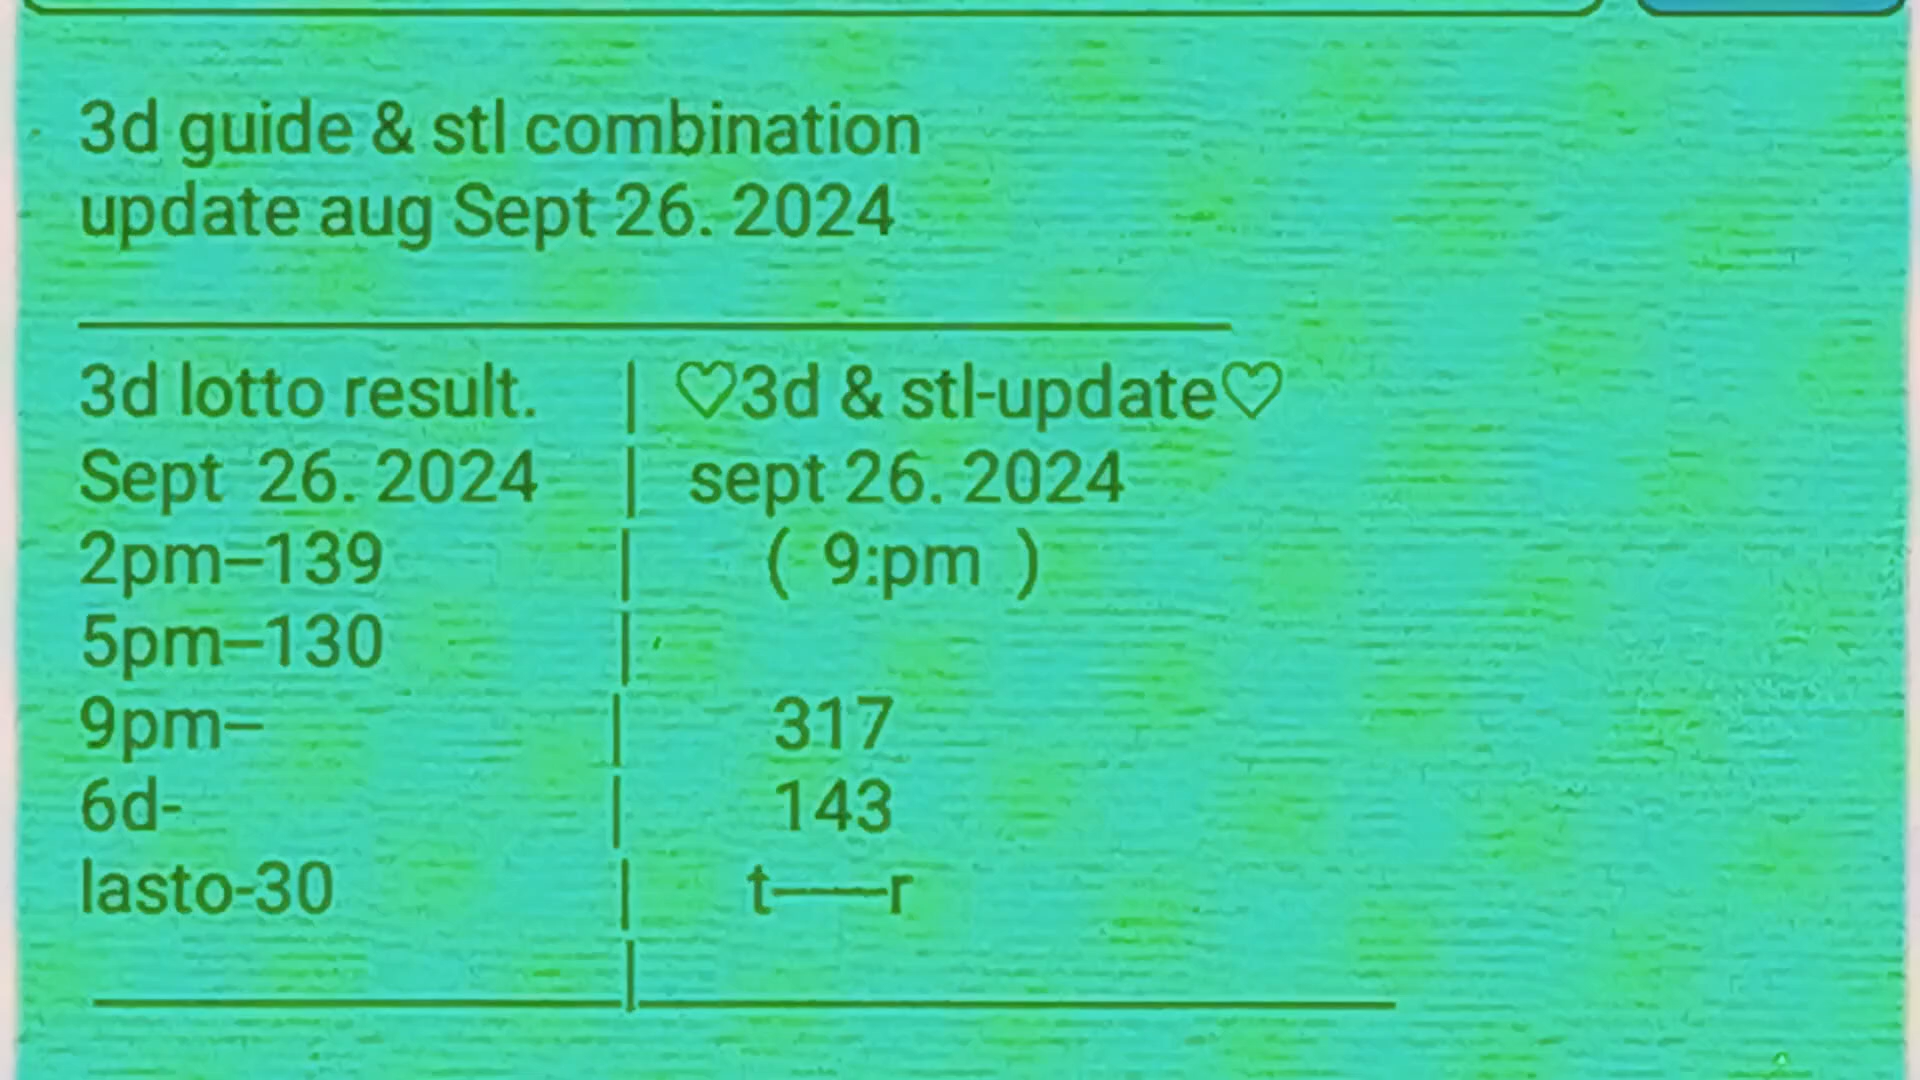 3d guide & stl combination
update aug Sept 26. 2024
3d lotto result. | ♡3d & stl-update♡
Sept 26. 2024 | sept 26. 2024
2pm–139 | ( 9:pm )
5pm–130 |
9pm– | 317
6d- | 143
lasto-30 | t——r
|